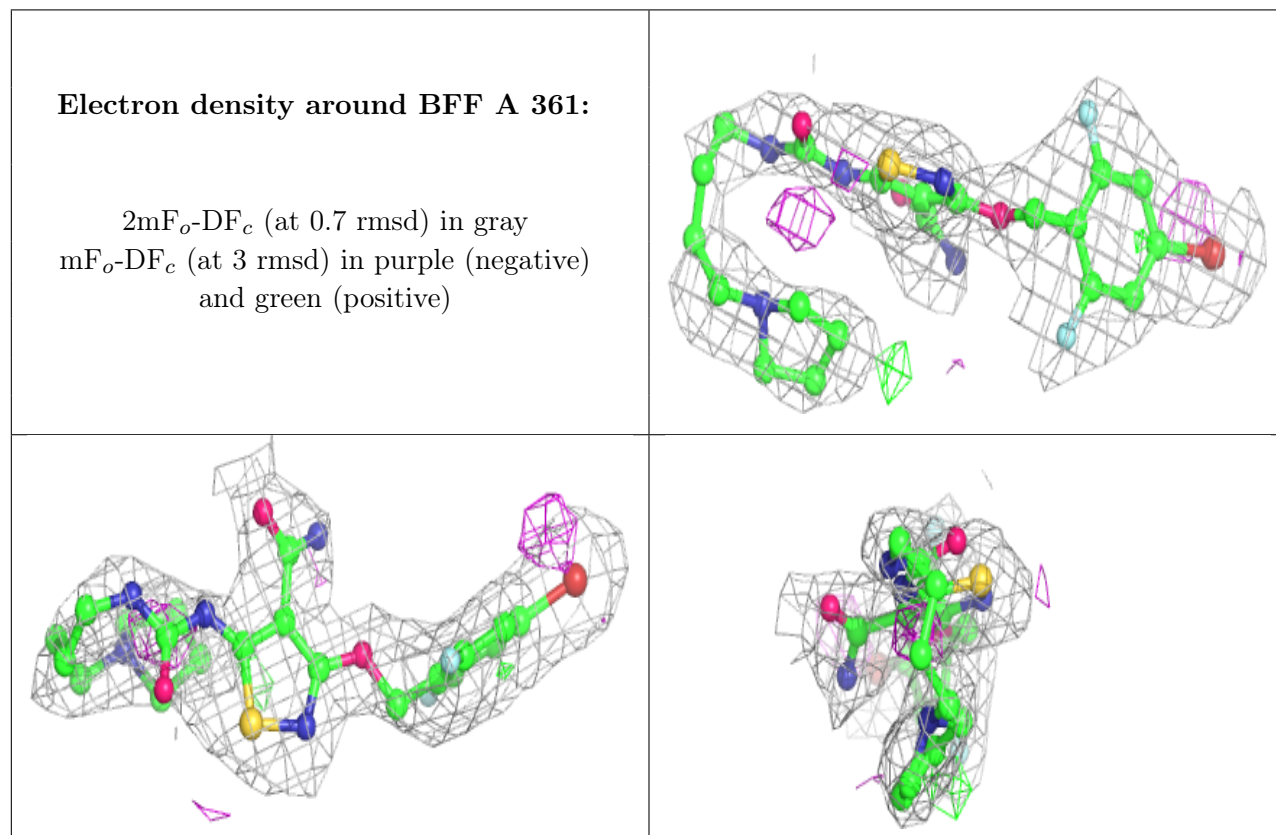 Electron density around BFF A 361:
2mFo-DFc (at 0.7 rmsd) in gray
mFo-DFc (at 3 rmsd) in purple (negative)
and green (positive)